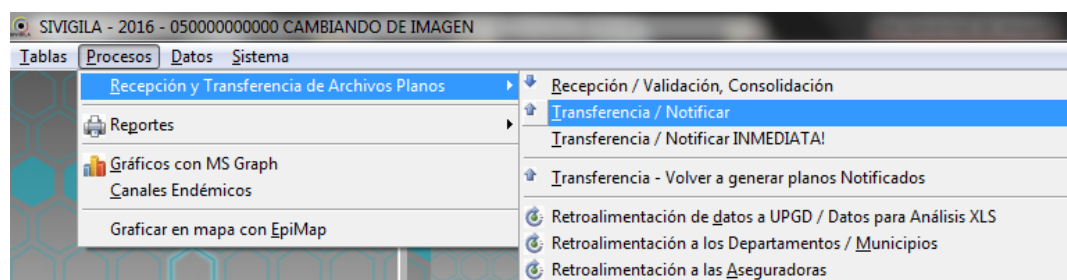 SIVIGILA - 2016 - 050000000000 CAMBIANDO DE IMAGEN
Tablas Procesos Datos Sistema
Recepción y Transferencia de Archivos Planos
Reportes
Gráficos con MS Graph
Canales Endémicos
Graficar en mapa con EpiMap
Recepción / Validación, Consolidación
Transferencia / Notificar
Transferencia / Notificar INMEDIATA!
Transferencia - Volver a generar planos Notificados
Retroalimentación de datos a UPGD / Datos para Análisis XLS
Retroalimentación a los Departamentos / Municipios
Retroalimentación a las Aseguradoras